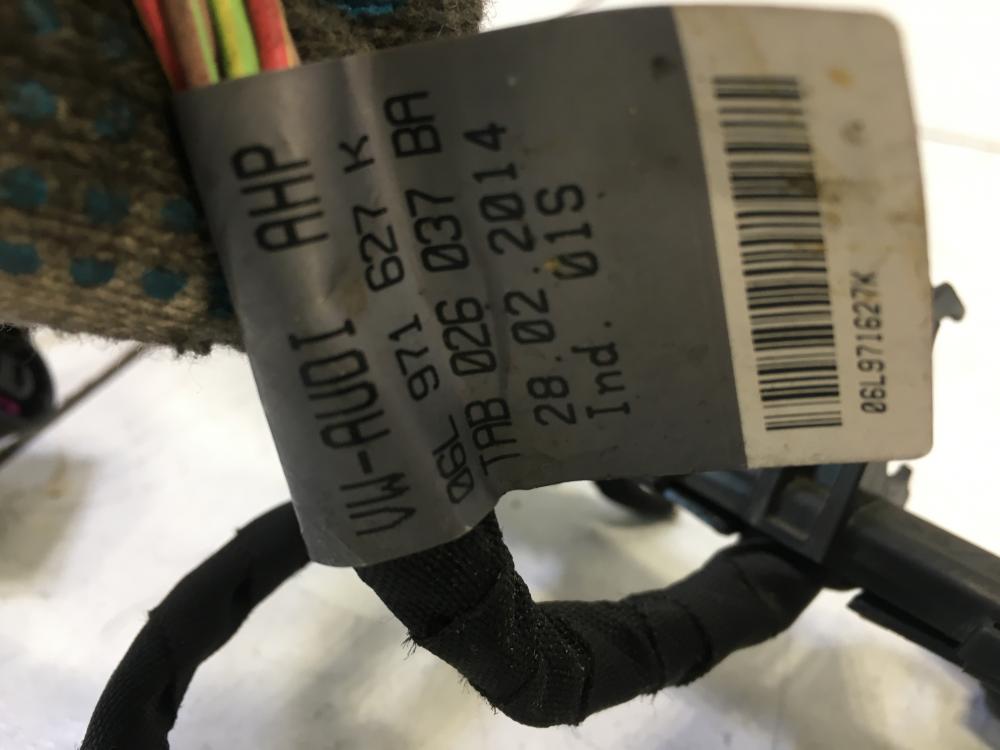 VW-AUDI AHP
06L 971 627 K
TAB 026 037 BA
28.02.2014
Ind. 01S
06L971627K